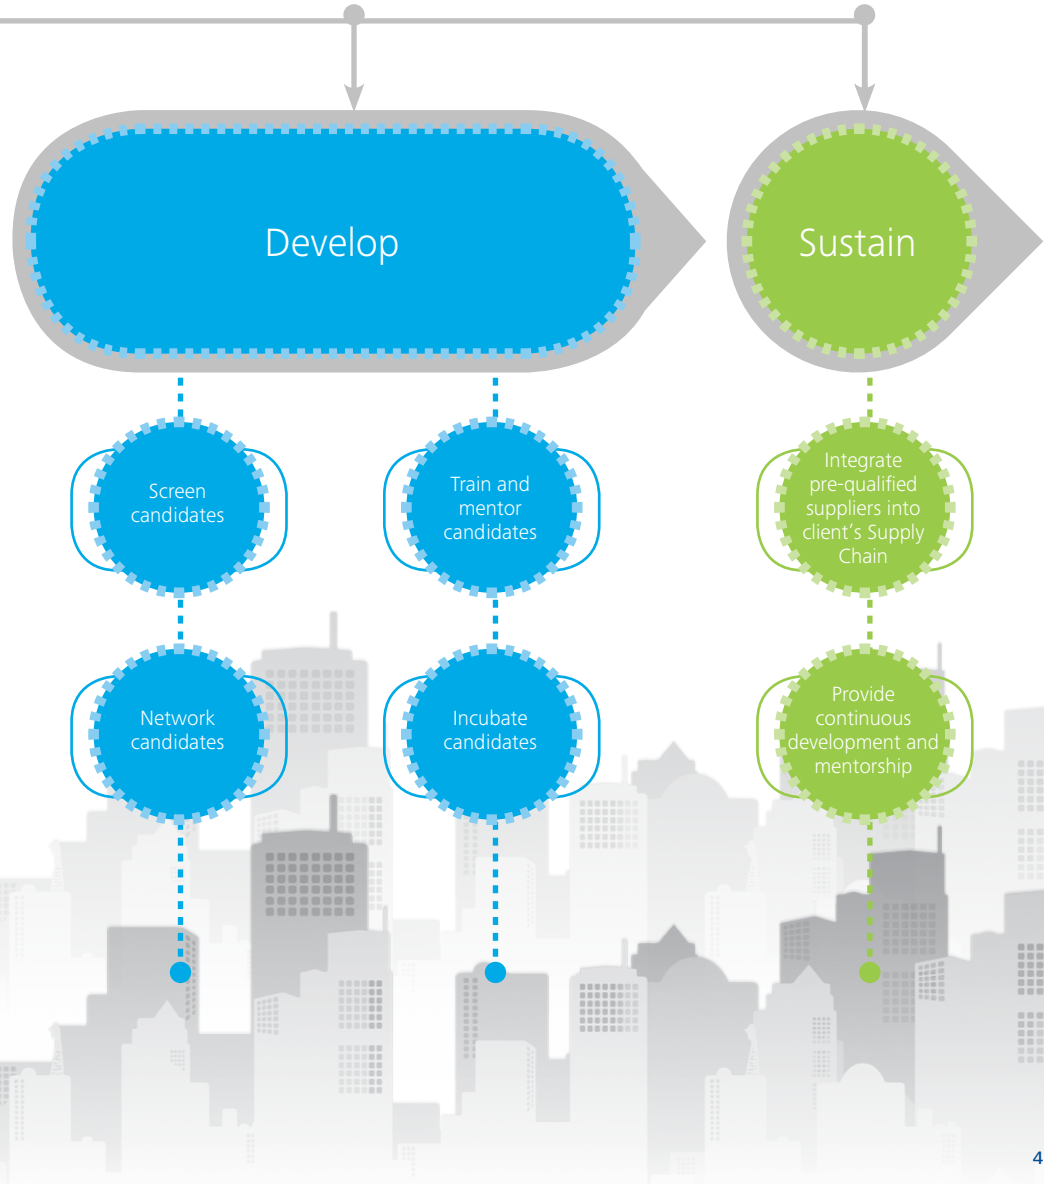 Develop
Sustain
Screen
candidates
Train and
mentor
candidates
Integrate
pre-qualified
suppliers into
client's Supply
Chain
Network
candidates
Incubate
candidates
Provide
continuous
development and
mentorship
4